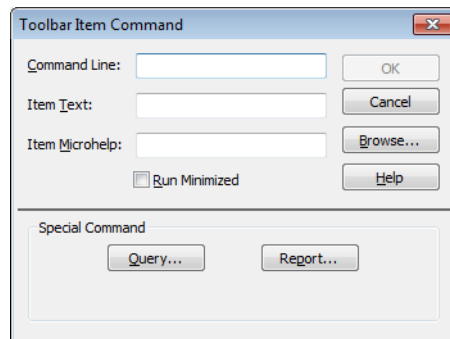 Toolbar Item Command
Command Line:
OK
Item Text:
Cancel
Item Microhelp:
Browse...
Run Minimized
Help
Special Command
Query...
Report...